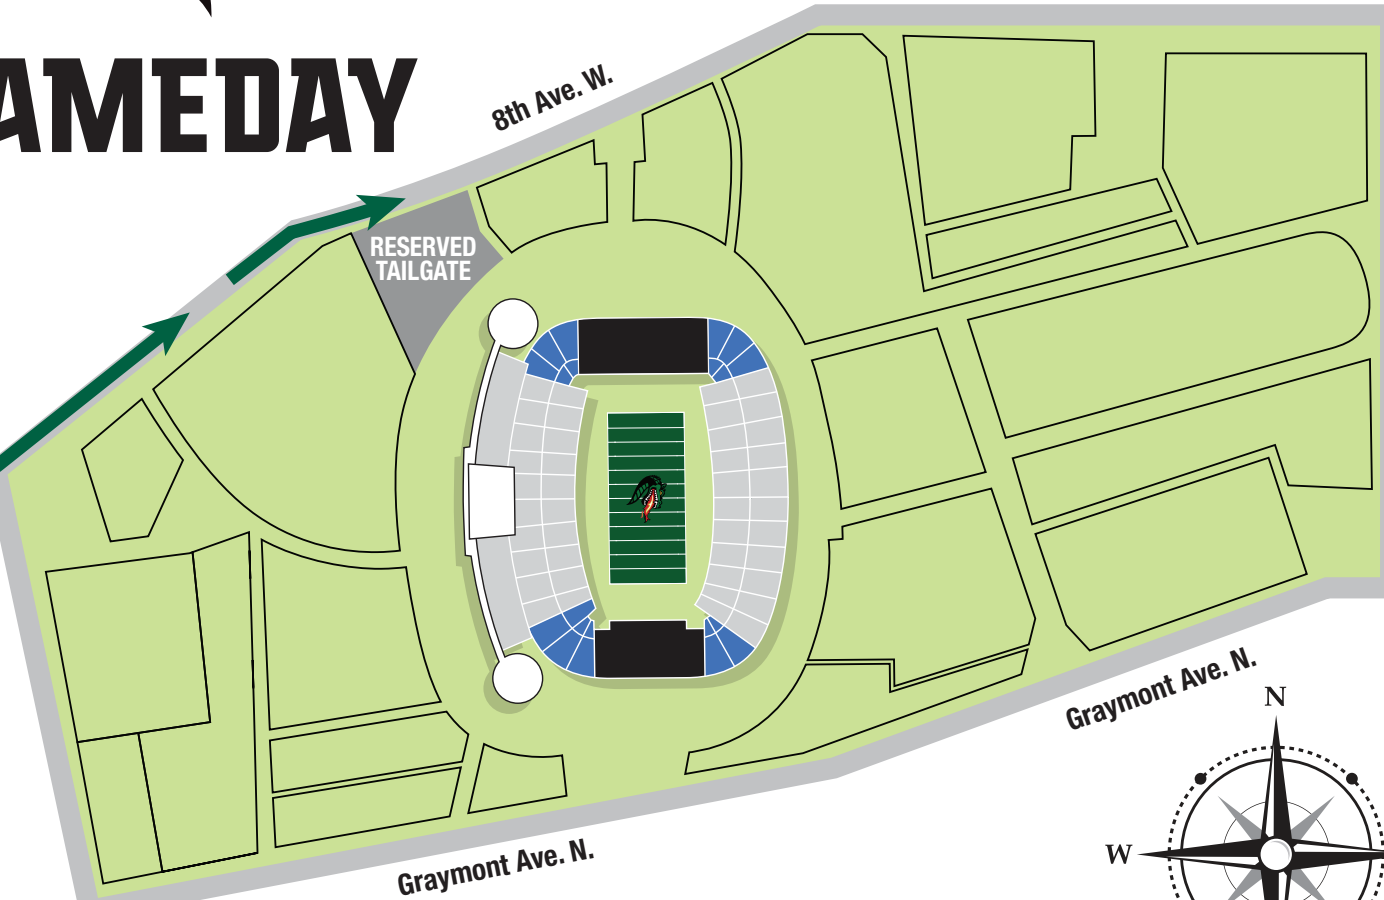 AMEDAY
8th Ave. W.
RESERVED
TAILGATE
Graymont Ave. N.
N
W
Graymont Ave. N.